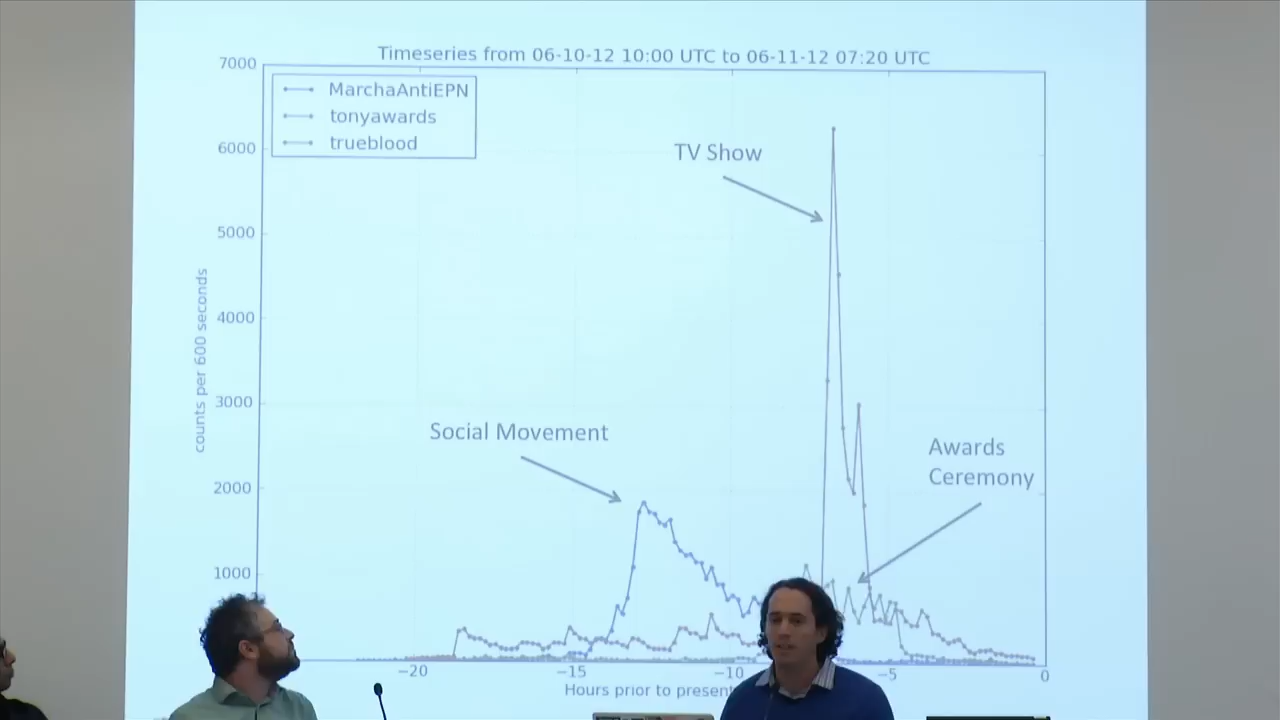 Timeseries from 06-10-12 10:00 UTC to 06-11-12 07:20 UTC
7000
MarchaAntiEPN
tonyawards
trueblood
6000
TV Show
5000
counts per 600 seconds
4000
3000
Social Movement
Awards
Ceremony
2000
1000
−20
−15
−10
−5
0
Hours prior to present